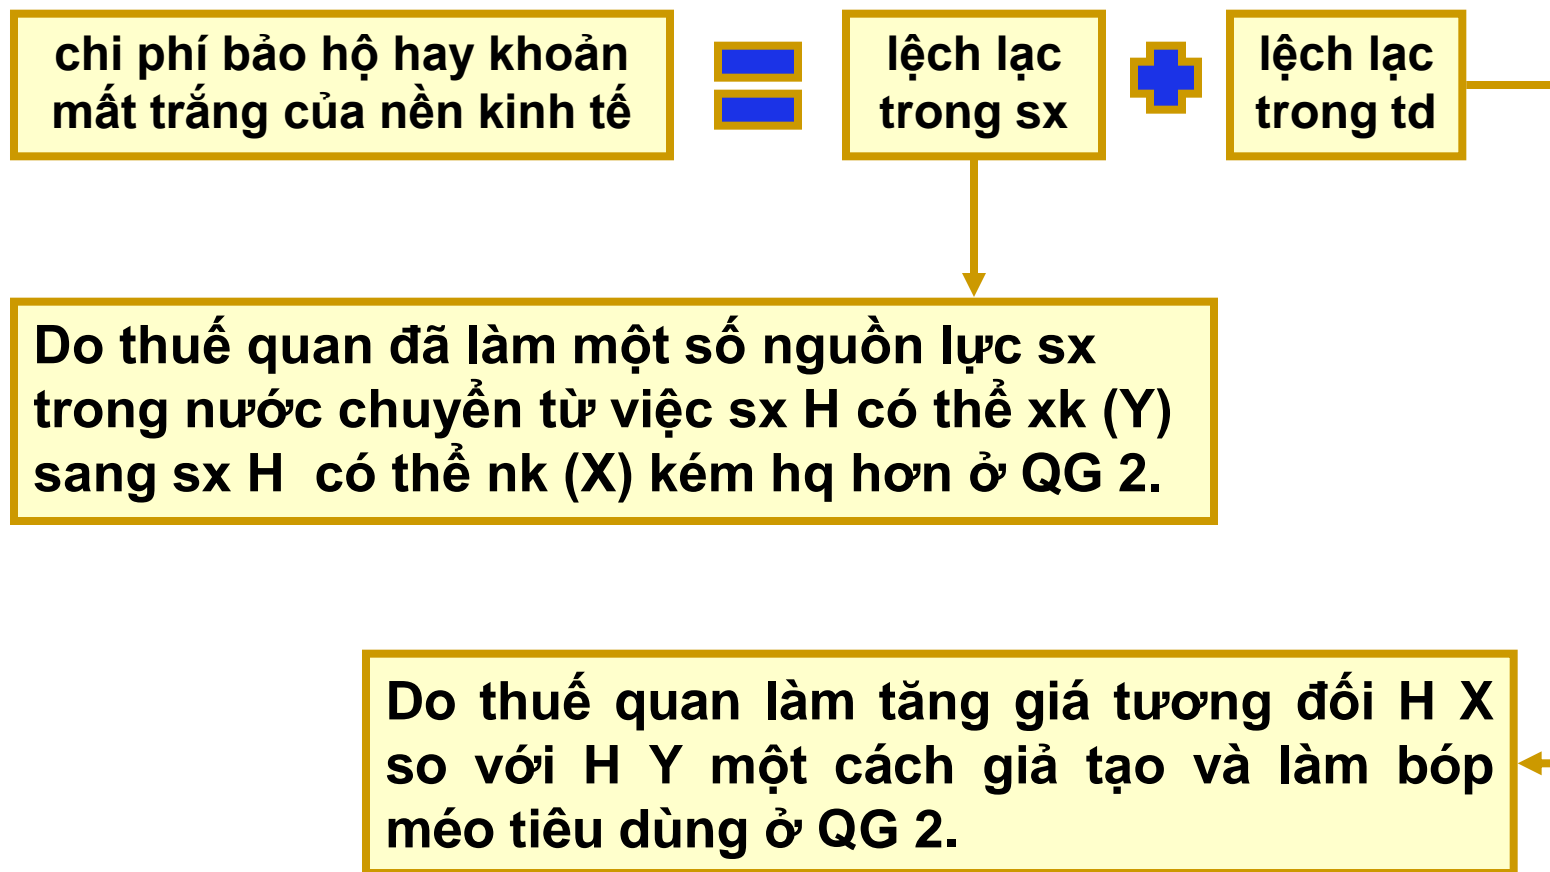 chi phí bảo hộ hay khoản
mất trắng của nền kinh tế
lệch lạc
trong sx
lệch lạc
trong td
Do thuế quan đã làm một số nguồn lực sx
trong nước chuyển từ việc sx H có thể xk (Y)
sang sx H có thể nk (X) kém hq hơn ở QG 2.
Do thuế quan làm tăng giá tương đối H X
so với H Y một cách giả tạo và làm bóp
méo tiêu dùng ở QG 2.